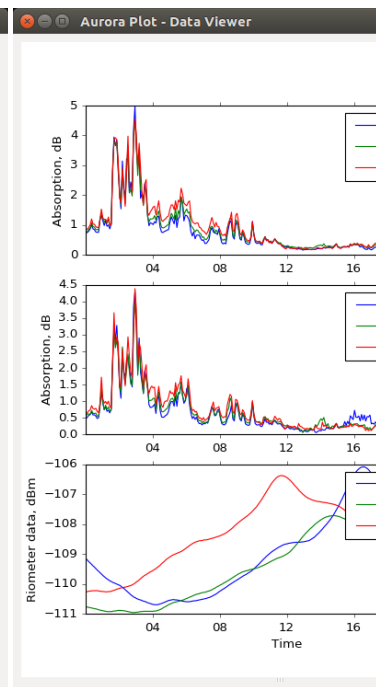 Aurora Plot - Data Viewer
5
4
3
2
1
0
Absorption, dB
04 08 12 16
4.5
4.0
3.5
3.0
2.5
2.0
1.5
1.0
0.5
0.0
Absorption, dB
04 08 12 16
−106
−107
−108
−109
−110
−111
Riometer data, dBm
04 08 12 16
Time